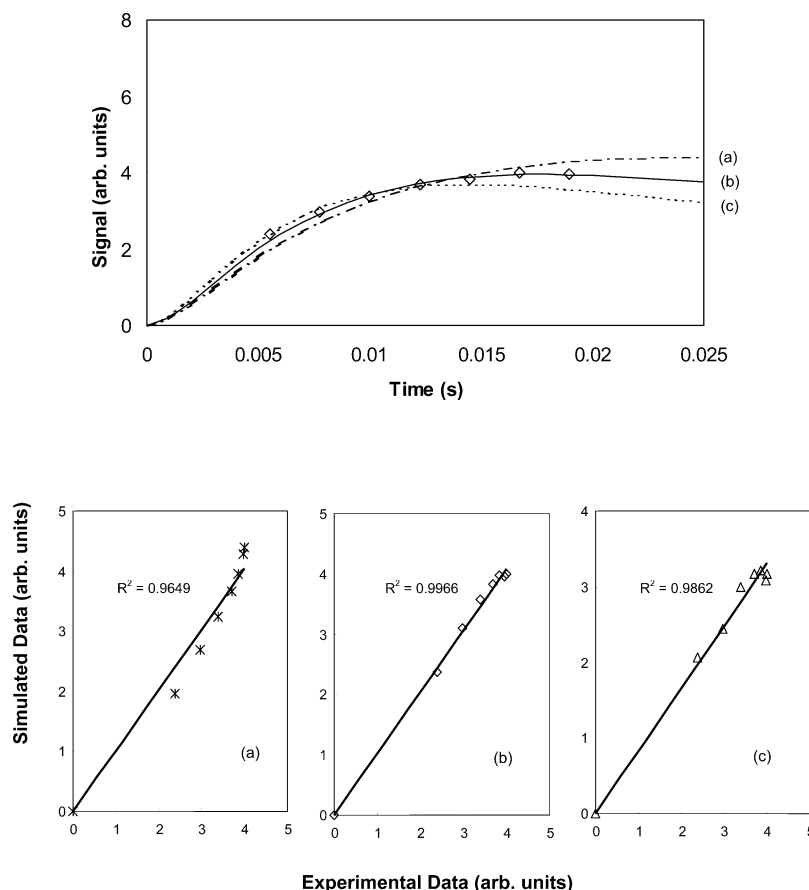 8
6
4
2
0
Signal (arb. units)
(a)
(b)
(c)
0 0.005 0.01 0.015 0.02 0.025
Time (s)
Simulated Data (arb. units)
5
4
3
2
1
0
R² = 0.9649
(a)
0 1 2 3 4 5
5
4
3
2
1
0
R² = 0.9966
(b)
0 1 2 3 4 5
4
3
2
1
0
R² = 0.9862
(c)
0 1 2 3 4 5
Experimental Data (arb. units)